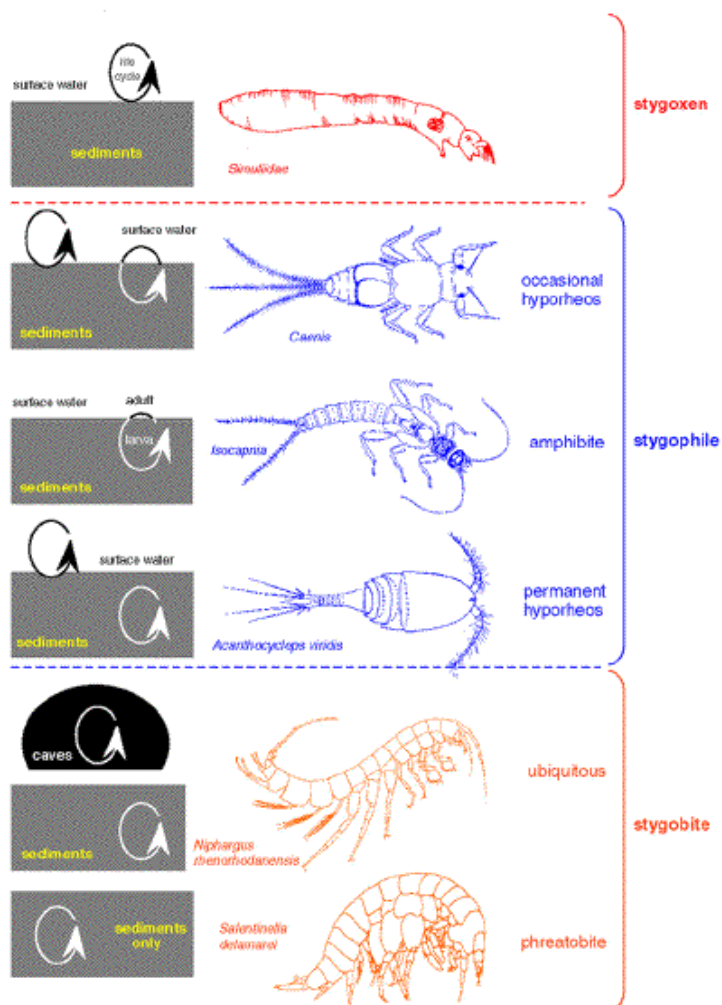 life
cycle
surface water
stygoxen
sediments
Simuliidae
surface water
occasional
hyporheos
sediments
Caenis
surface water
adult
larva
Isocapnia
amphibite
stygophile
sediments
surface water
permanent
hyporheos
sediments
Acanthocyclops viridis
caves
ubiquitous
stygobite
sediments
Niphargus
rhenorhodanensis
sediments
only
Salentinella
delamarei
phreatobite